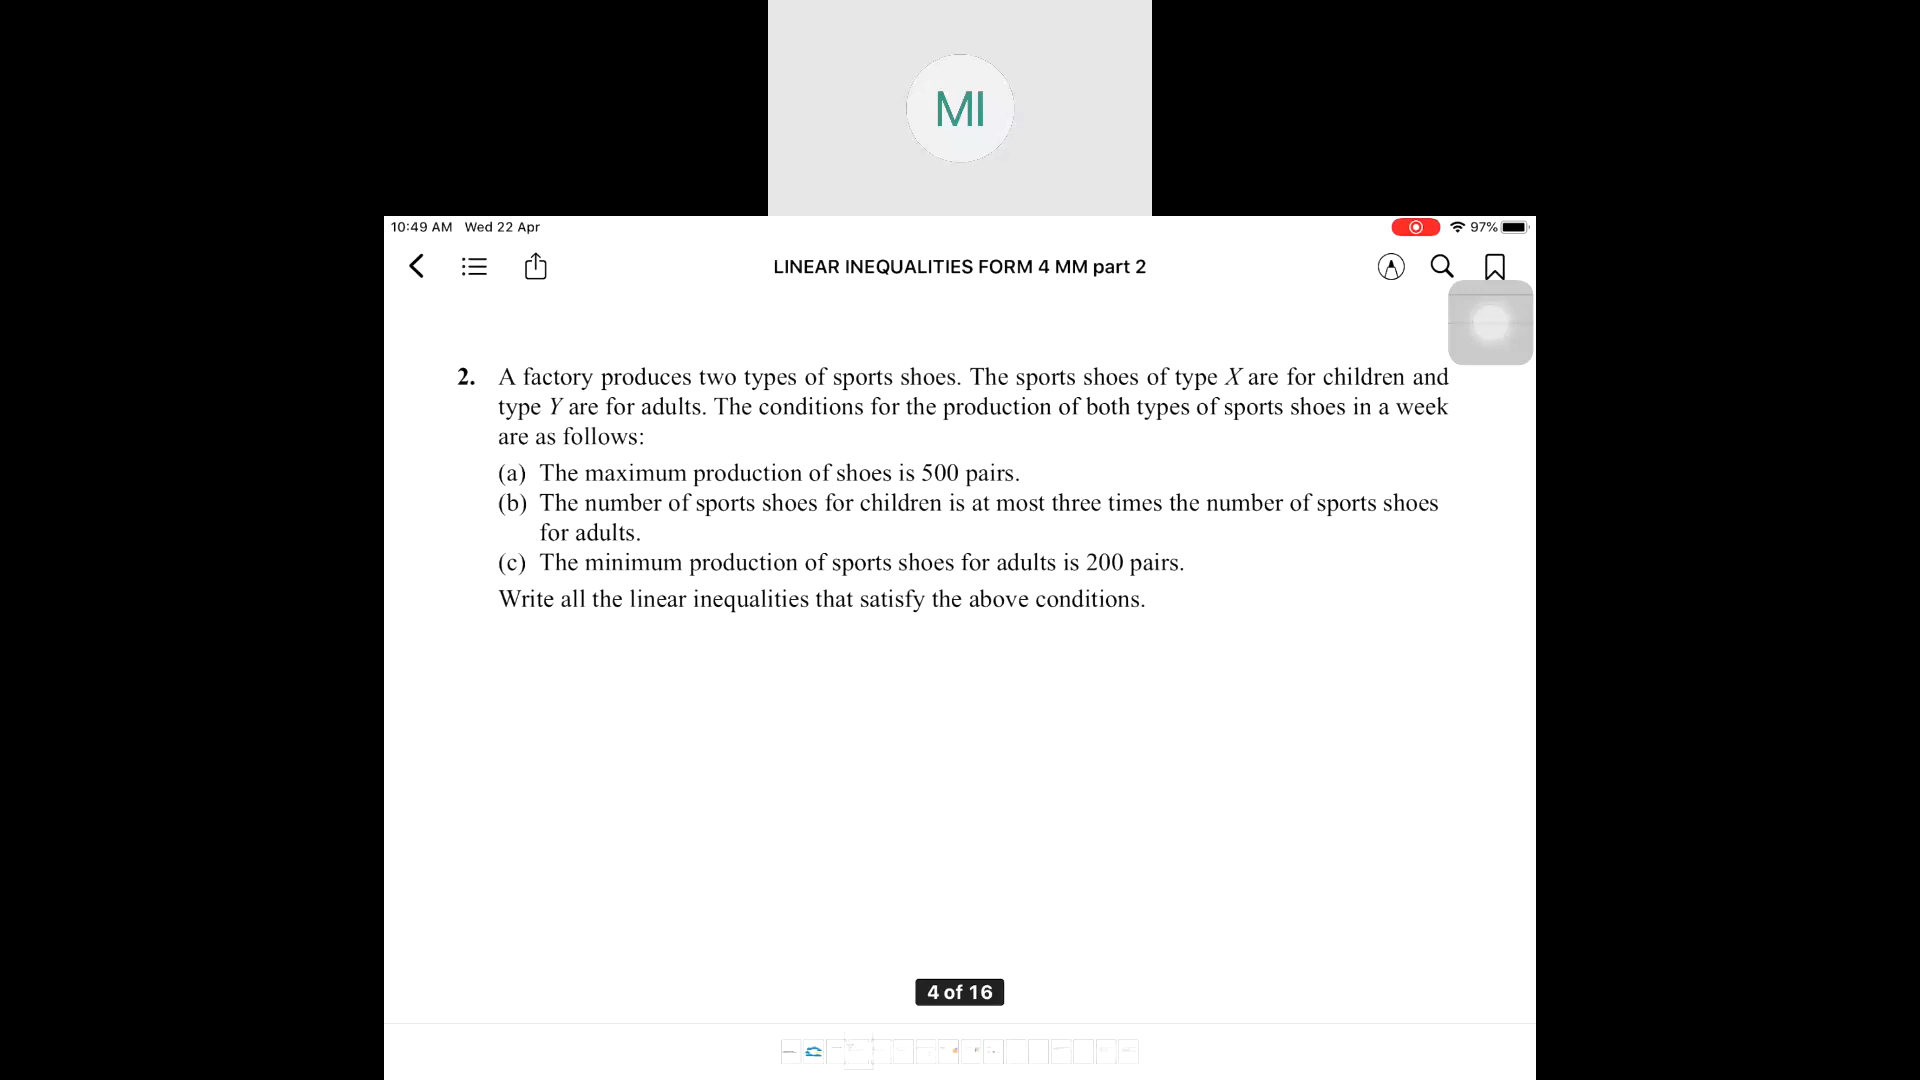 MI
10:49 AM Wed 22 Apr
97%
LINEAR INEQUALITIES FORM 4 MM part 2
2. A factory produces two types of sports shoes. The sports shoes of type X are for children and
type Y are for adults. The conditions for the production of both types of sports shoes in a week
are as follows:
(a) The maximum production of shoes is 500 pairs.
(b) The number of sports shoes for children is at most three times the number of sports shoes
for adults.
(c) The minimum production of sports shoes for adults is 200 pairs.
Write all the linear inequalities that satisfy the above conditions.
4 of 16